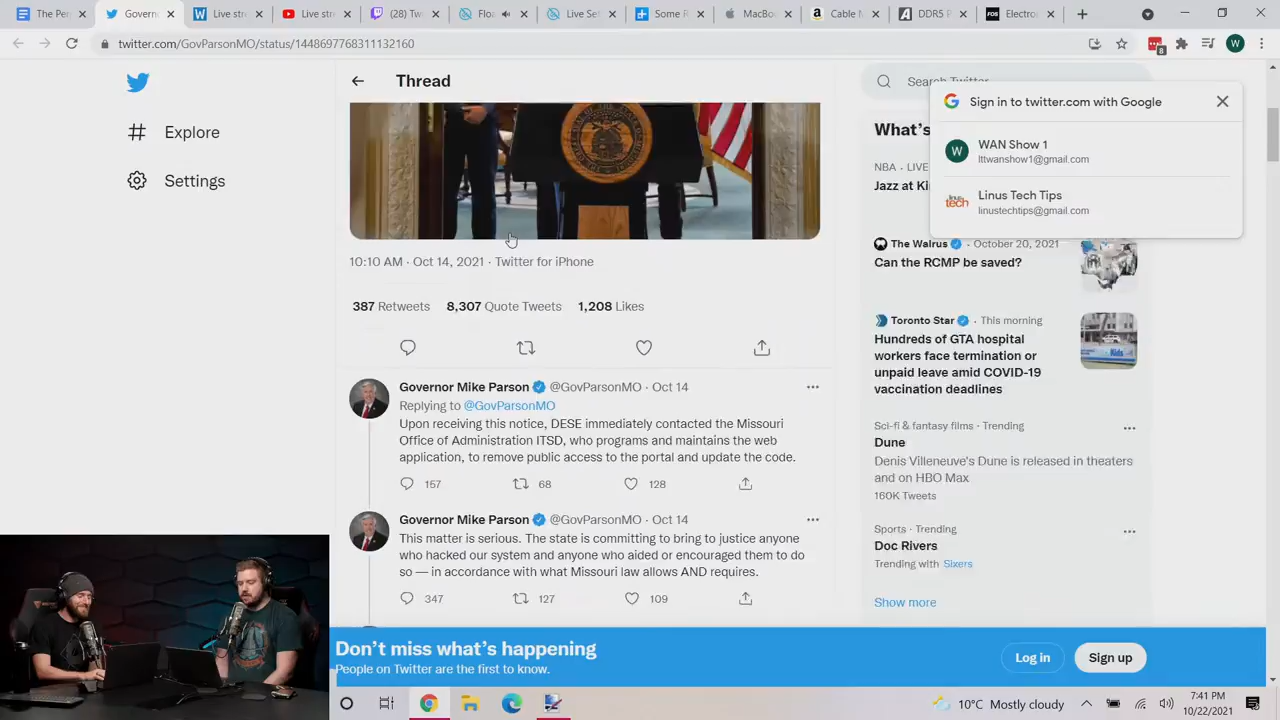 The Per
Govern
Live stre
Live str
(28) Tw
Floa
Live Ser
Some R
MacBoo
Cable M
DDR5 P
Electro
twitter.com/GovParsonMO/status/1448697768311132160
8
W
Explore
Settings
Thread
10:10 AM · Oct 14, 2021 · Twitter for iPhone
387 Retweets 8,307 Quote Tweets 1,208 Likes
Governor Mike Parson @GovParsonMO · Oct 14
Replying to @GovParsonMO
Upon receiving this notice, DESE immediately contacted the Missouri
Office of Administration ITSD, who programs and maintains the web
application, to remove public access to the portal and update the code.
157 68 128
Governor Mike Parson @GovParsonMO · Oct 14
This matter is serious. The state is committing to bring to justice anyone
who hacked our system and anyone who aided or encouraged them to do
so — in accordance with what Missouri law allows AND requires.
347 127 109
Search Twitter
What's
NBA · LIVE
Jazz at Ki
Sign in to twitter.com with Google
W
WAN Show 1
lttwanshow1@gmail.com
linus tech
Linus Tech Tips
linustechtips@gmail.com
The Walrus · October 20, 2021
Can the RCMP be saved?
Toronto Star · This morning
Hundreds of GTA hospital
workers face termination or
unpaid leave amid COVID-19
vaccination deadlines
Sci-fi & fantasy films · Trending
Dune
Denis Villeneuve's Dune is released in theaters
and on HBO Max
160K Tweets
Sports · Trending
Doc Rivers
Trending with Sixers
Show more
Don't miss what's happening
People on Twitter are the first to know.
Log in
Sign up
10°C Mostly cloudy
7:41 PM
10/22/2021